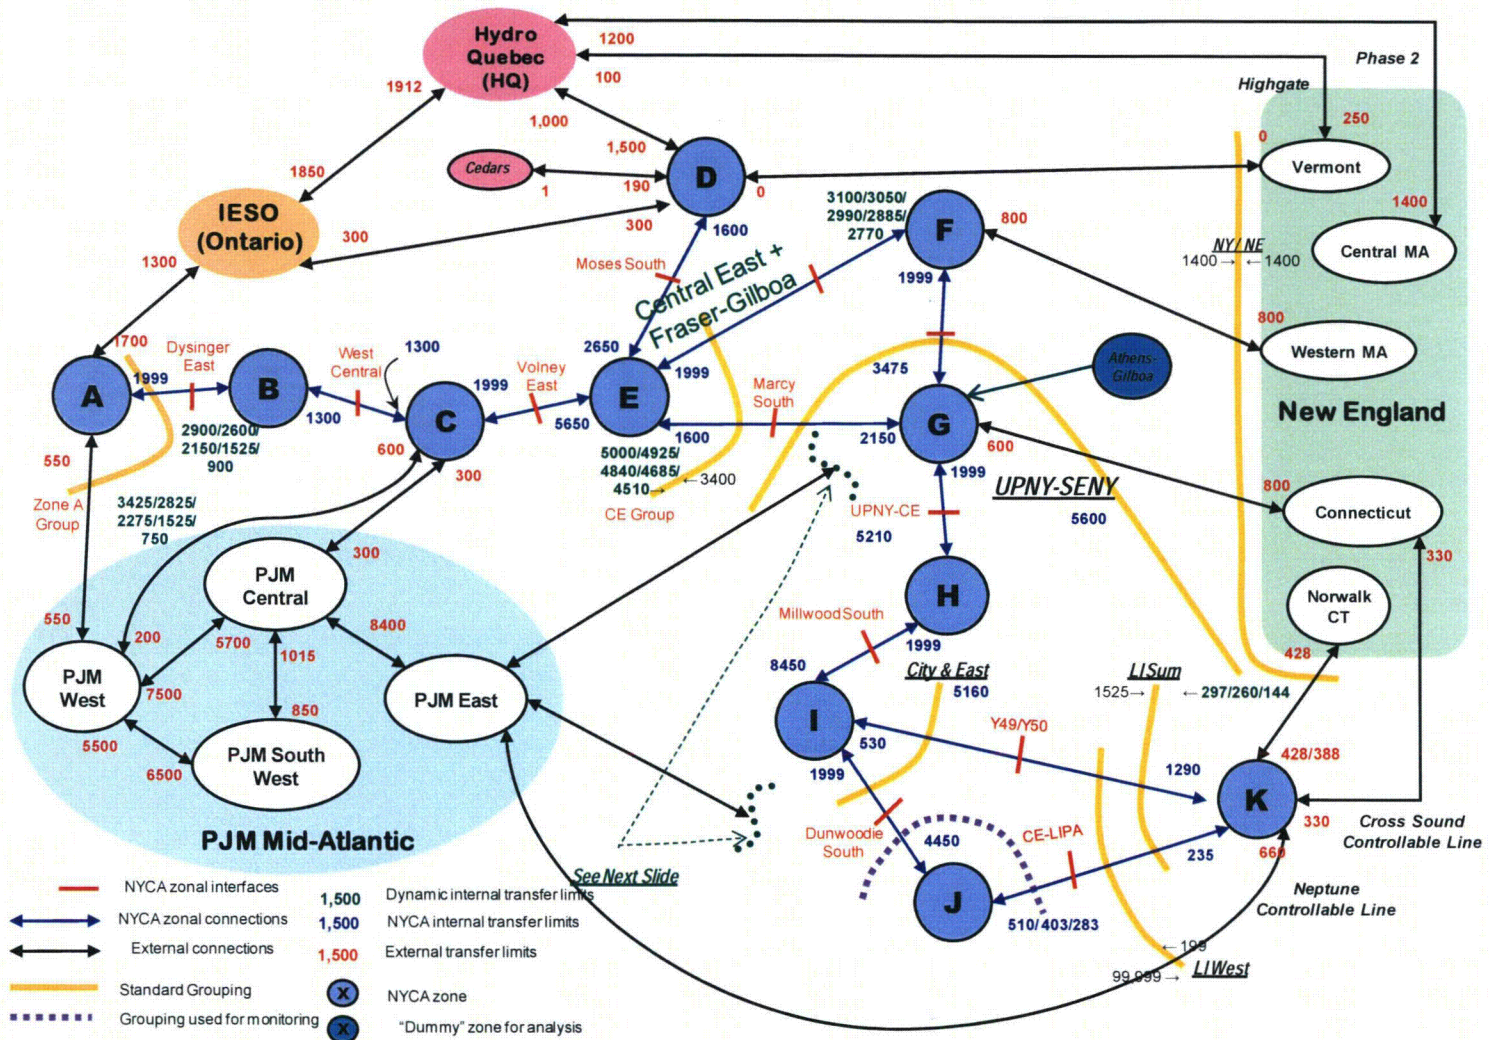 Hydro
Quebec
(HQ)
1200
100
Phase 2
Highgate
1912
1,000
1,500
250
0
Vermont
Cedars
1
190
D
0
1850
IESO
(Ontario)
300
300
1600
3100/3050/
2990/2885/
2770
F
800
1400
Central MA
NY/ NE
1400→ ←1400
1300
Moses South
Central East +
Fraser-Gilboa
1999
800
Western MA
1700
Dysinger
East
West
Central
1300
2650
3475
Athens-
Gilboa
A
1999
B
1300
C
1999
Volney
East
5650
E
1999
Marcy
South
1600
2150
G
600
New England
2900/2600/
2150/1525/
900
600
300
5000/4925/
4840/4685/
4510→
←3400
CE Group
1999
UPNY-SENY
5600
800
Connecticut
550
Zone A
Group
3425/2825/
2275/1525/
750
UPNY-CE
5210
330
300
PJM
Central
H
Norwalk
CT
550
200
5700
1015
8400
Millwood South
1999
428
PJM
West
7500
8450
City & East
5160
LISum
1525→
←297/260/144
PJM East
850
5500
6500
PJM South
West
I
530
1999
Y49/Y50
1290
428/388
K
330
660
Cross Sound
Controllable Line
PJM Mid-Atlantic
Dunwoodie
South
4450
CE-LIPA
235
See Next Slide
J
510/403/283
Neptune
Controllable Line
←199
99,999→
LIWest
NYCA zonal interfaces
1,500
Dynamic internal transfer limits
NYCA zonal connections
1,500
NYCA internal transfer limits
External connections
1,500
External transfer limits
Standard Grouping
X
NYCA zone
Grouping used for monitoring
X
"Dummy" zone for analysis